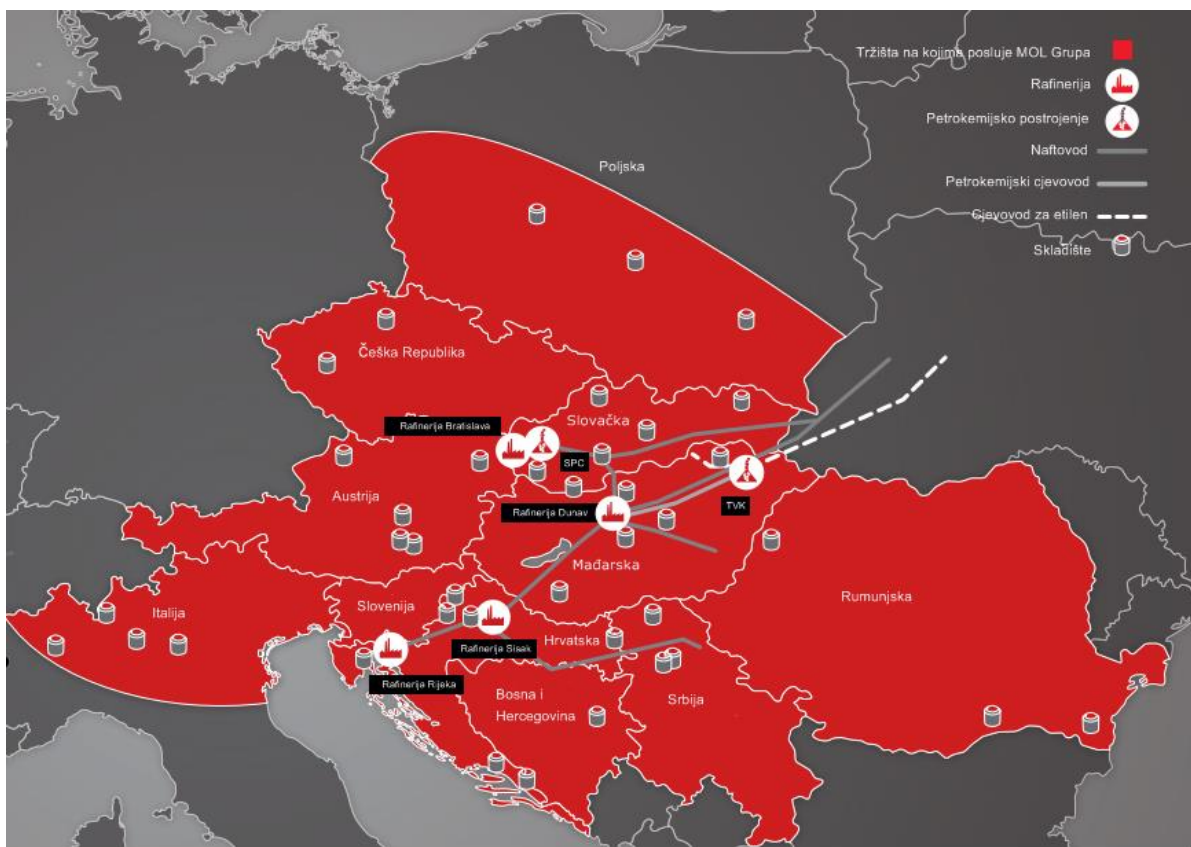 Tržišta na kojima posluje MOL Grupa
Rafinerija
Petrokemijsko postrojenje
Naftovod
Petrokemijski cjevovod
Cjevovod za etilen
Skladište
Poljska
Češka Republika
Slovačka
Rafinerija Bratislava
SPC
Austrija
Rafinerija Dunav
TVK
Mađarska
Rumunjska
Slovenija
Italija
Hrvatska
Rafinerija Sisak
Rafinerija Rijeka
Bosna i
Hercegovina
Srbija